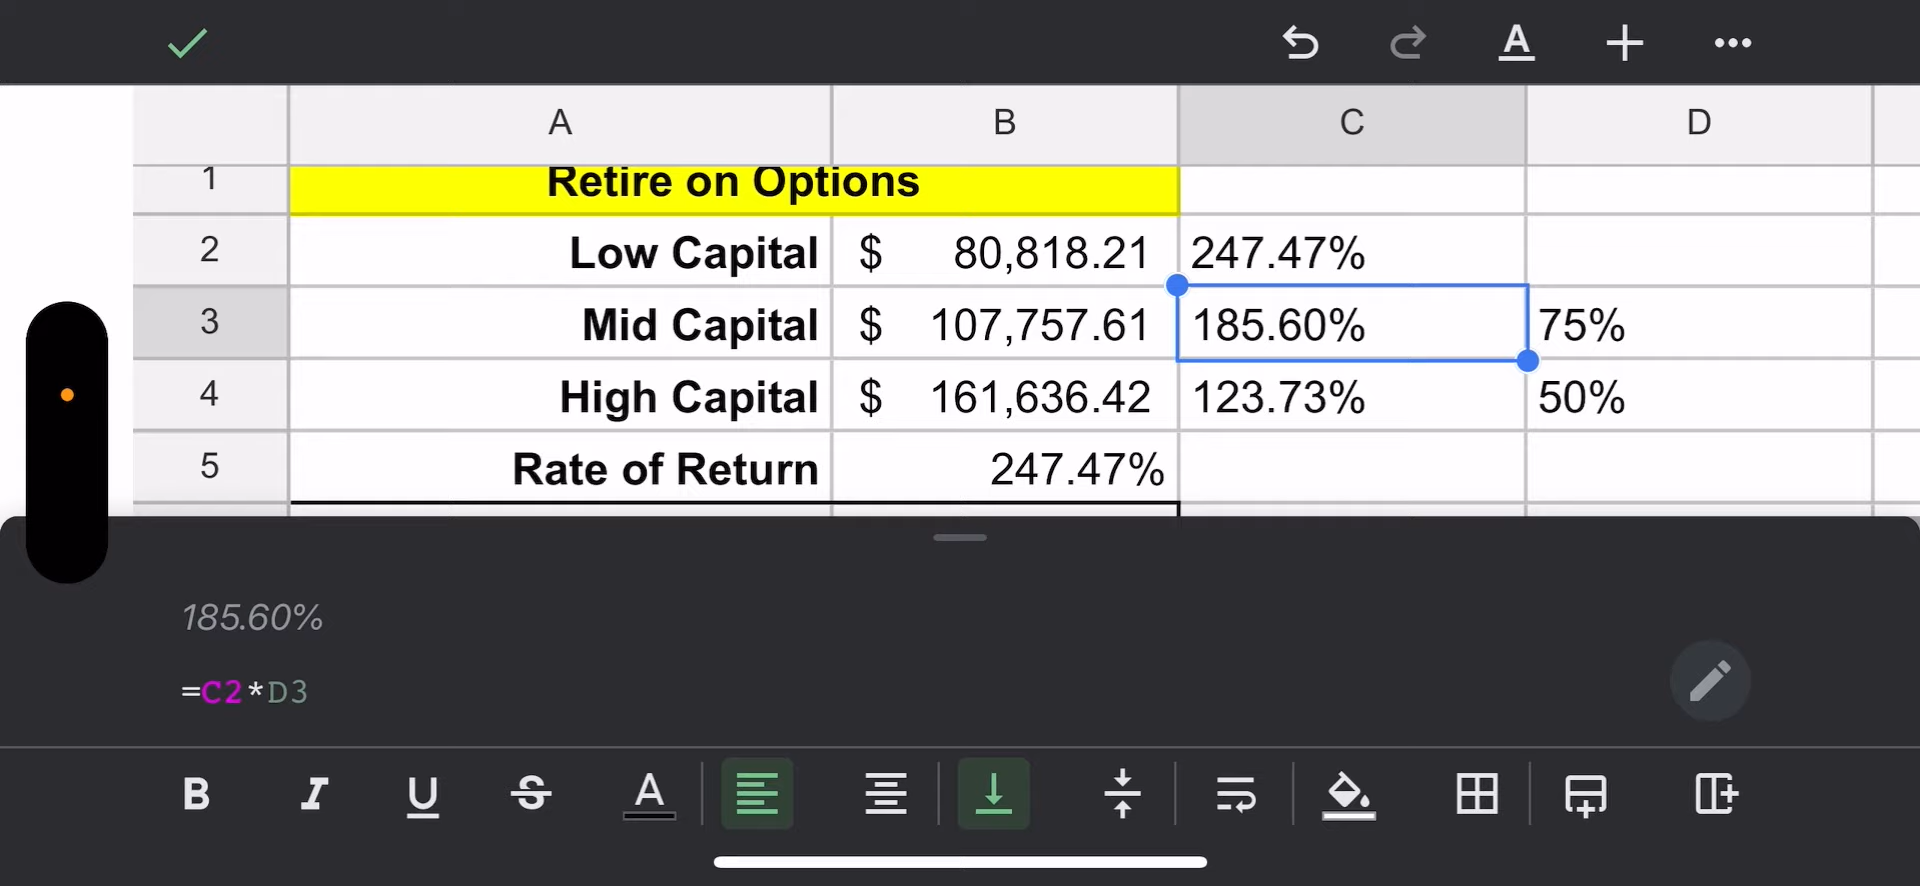 A
A B C D
1 Retire on Options
2 Low Capital $ 80,818.21 247.47%
3 Mid Capital $ 107,757.61 185.60% 75%
4 High Capital $ 161,636.42 123.73% 50%
5 Rate of Return 247.47%
185.60%
=C2*D3
B I U S A